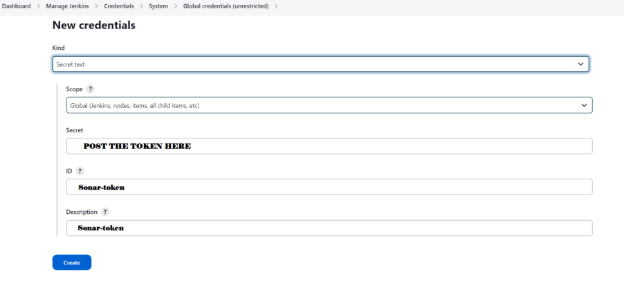 Dashboard > Manage Jenkins > Credentials > System > Global credentials (unrestricted) >
New credentials
Kind
Secret text
Scope ?
Global (Jenkins, nodes, items, all child items, etc)
Secret
POST THE TOKEN HERE
ID ?
Sonar-token
Description ?
Sonar-token
Create